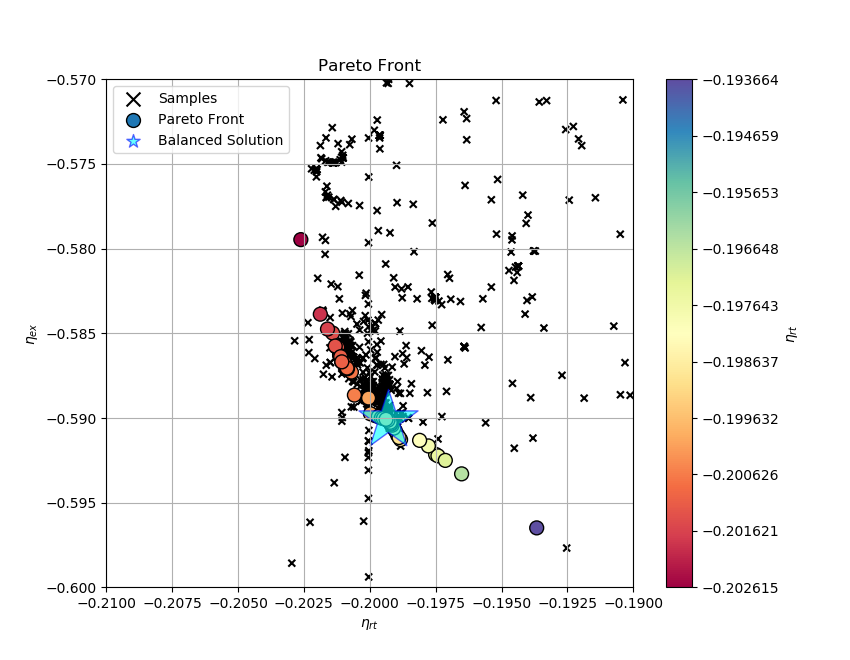 Pareto Front
−0.570
−0.575
−0.580
−0.585
−0.590
−0.595
−0.600
η_ex
Samples
Pareto Front
Balanced Solution
−0.2100 −0.2075 −0.2050 −0.2025 −0.2000 −0.1975 −0.1950 −0.1925 −0.1900
η_rt
−0.193664
−0.194659
−0.195653
−0.196648
−0.197643
−0.198637
−0.199632
−0.200626
−0.201621
−0.202615
η_rt